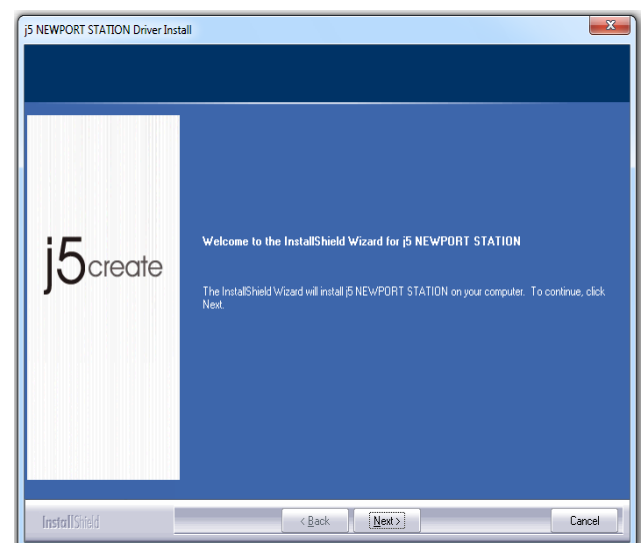 j5 NEWPORT STATION Driver Install
j5create
Welcome to the InstallShield Wizard for j5 NEWPORT STATION
The InstallShield Wizard will install j5 NEWPORT STATION on your computer. To continue, click
Next.
InstallShield
< Back
Next >
Cancel